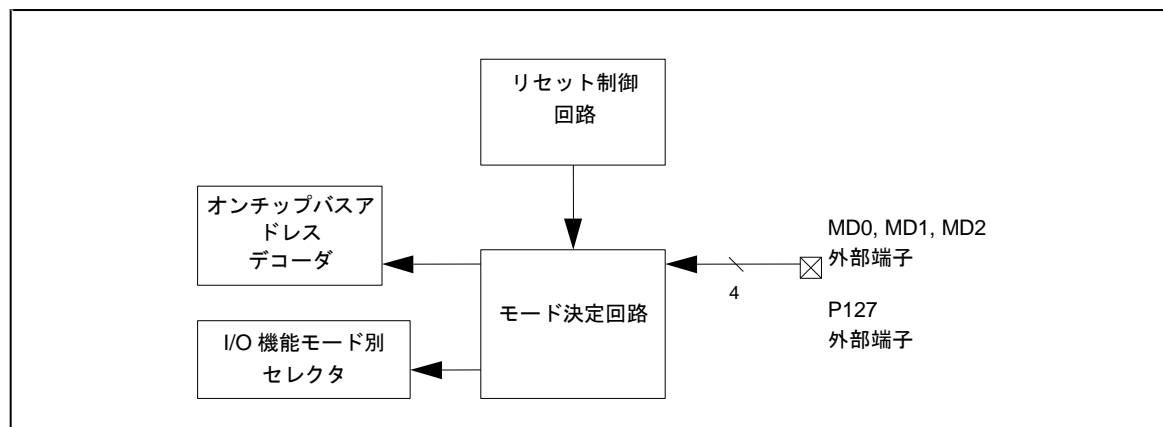 リセット制御
回路
オンチップバスア
ドレス
デコーダ
MD0, MD1, MD2
外部端子
4
モード決定回路
P127
外部端子
I/O 機能モード別
セレクタ